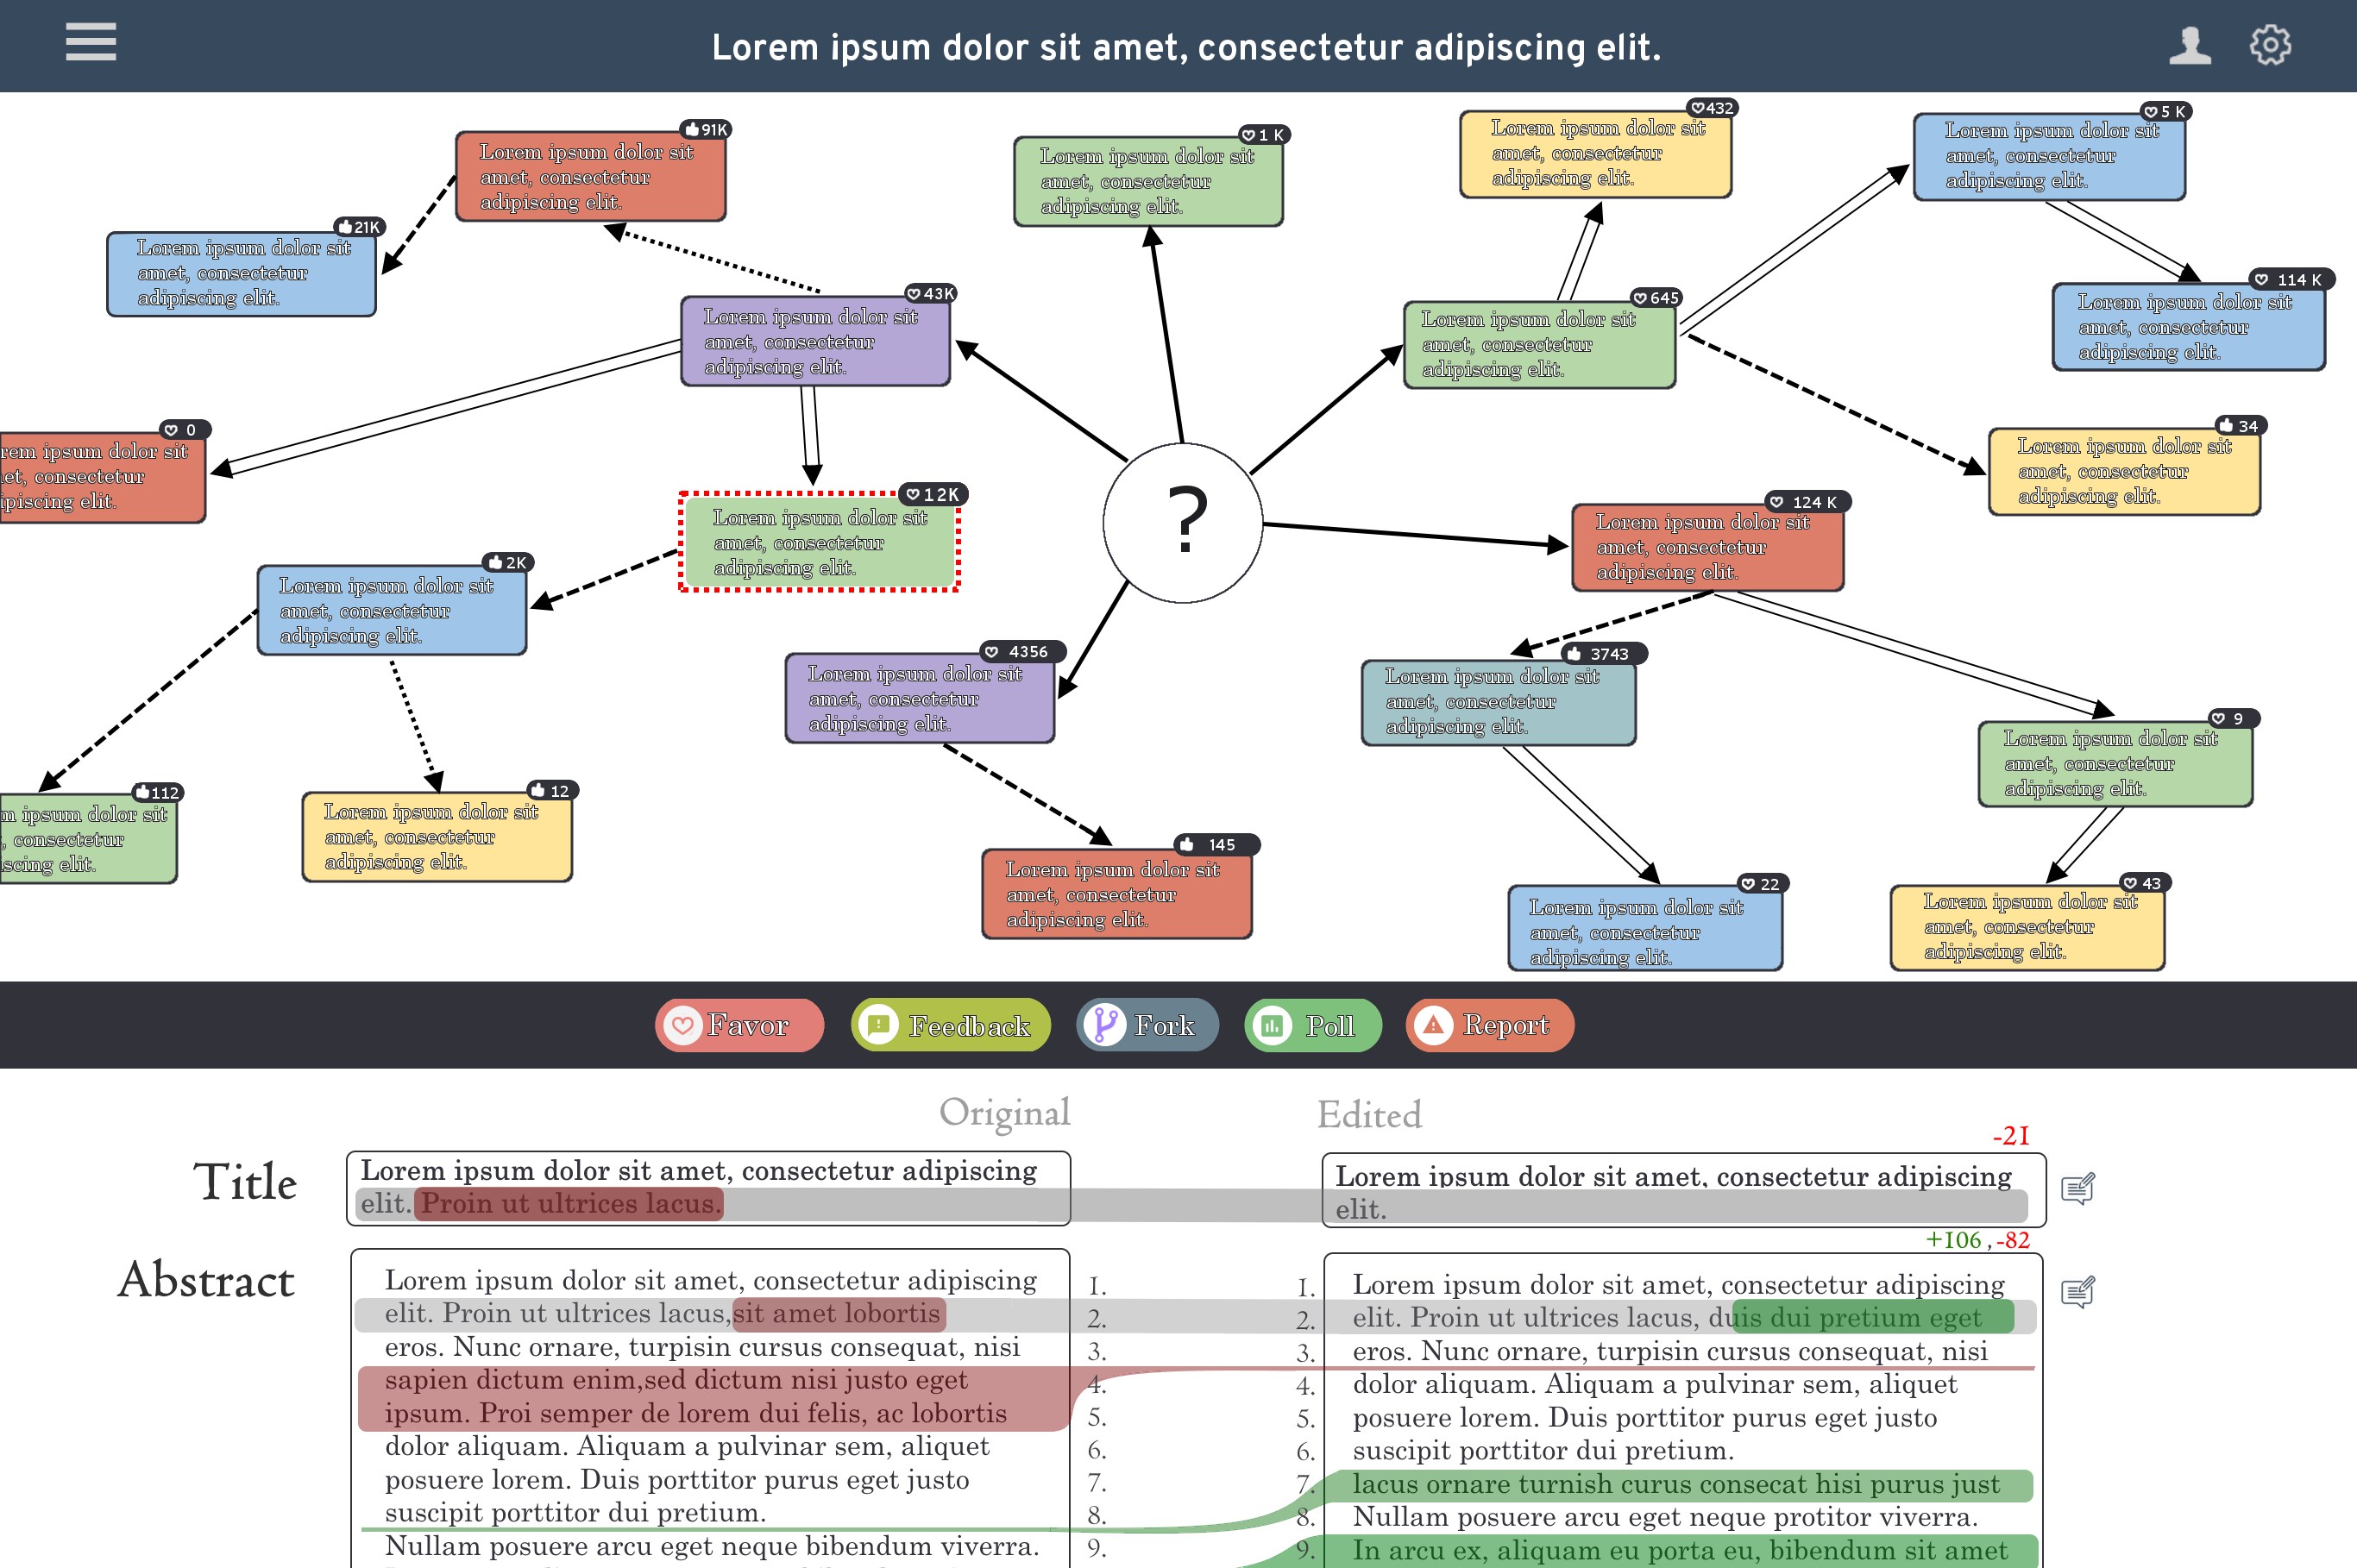 Lorem ipsum dolor sit amet, consectetur adipiscing elit.
91K
Lorem ipsum dolor sit
amet, consectetur
adipiscing elit.
21K
Lorem ipsum dolor sit
amet, consectetur
adipiscing elit.
1 K
Lorem ipsum dolor sit
amet, consectetur
adipiscing elit.
432
Lorem ipsum dolor sit
amet, consectetur
adipiscing elit.
5 K
Lorem ipsum dolor sit
amet, consectetur
adipiscing elit.
43K
Lorem ipsum dolor sit
amet, consectetur
adipiscing elit.
645
Lorem ipsum dolor sit
amet, consectetur
adipiscing elit.
114 K
Lorem ipsum dolor sit
amet, consectetur
adipiscing elit.
0
rem ipsum dolor sit
et, consectetur
ipiscing elit.
12K
Lorem ipsum dolor sit
amet, consectetur
adipiscing elit.
?
34
Lorem ipsum dolor sit
amet, consectetur
adipiscing elit.
124 K
Lorem ipsum dolor sit
amet, consectetur
adipiscing elit.
2K
Lorem ipsum dolor sit
amet, consectetur
adipiscing elit.
4356
Lorem ipsum dolor sit
amet, consectetur
adipiscing elit.
3743
Lorem ipsum dolor sit
amet, consectetur
adipiscing elit.
9
Lorem ipsum dolor sit
amet, consectetur
adipiscing elit.
112
m ipsum dolor sit
, consectetur
scing elit.
12
Lorem ipsum dolor sit
amet, consectetur
adipiscing elit.
145
Lorem ipsum dolor sit
amet, consectetur
adipiscing elit.
22
Lorem ipsum dolor sit
amet, consectetur
adipiscing elit.
43
Lorem ipsum dolor sit
amet, consectetur
adipiscing elit.
Favor
Feedback
Fork
Poll
Report
Original
Edited
-21
Title
Lorem ipsum dolor sit amet, consectetur adipiscing
elit. Proin ut ultrices lacus.
Lorem ipsum dolor sit amet, consectetur adipiscing
elit.
+106 , -82
Abstract
Lorem ipsum dolor sit amet, consectetur adipiscing 1.
elit. Proin ut ultrices lacus,sit amet lobortis 2.
eros. Nunc ornare, turpisin cursus consequat, nisi 3.
sapien dictum enim,sed dictum nisi justo eget 4.
ipsum. Proi semper de lorem dui felis, ac lobortis 5.
dolor aliquam. Aliquam a pulvinar sem, aliquet 6.
posuere lorem. Duis porttitor purus eget justo 7.
suscipit porttitor dui pretium. 8.
Nullam posuere arcu eget neque bibendum viverra. 9.
1. Lorem ipsum dolor sit amet, consectetur adipiscing
2. elit. Proin ut ultrices lacus, duis dui pretium eget
3. eros. Nunc ornare, turpisin cursus consequat, nisi
4. dolor aliquam. Aliquam a pulvinar sem, aliquet
5. posuere lorem. Duis porttitor purus eget justo
6. suscipit porttitor dui pretium.
7. lacus ornare turnish curus consecat hisi purus just
8. Nullam posuere arcu eget neque protitor viverra.
9. In arcu ex, aliquam eu porta eu, bibendum sit amet